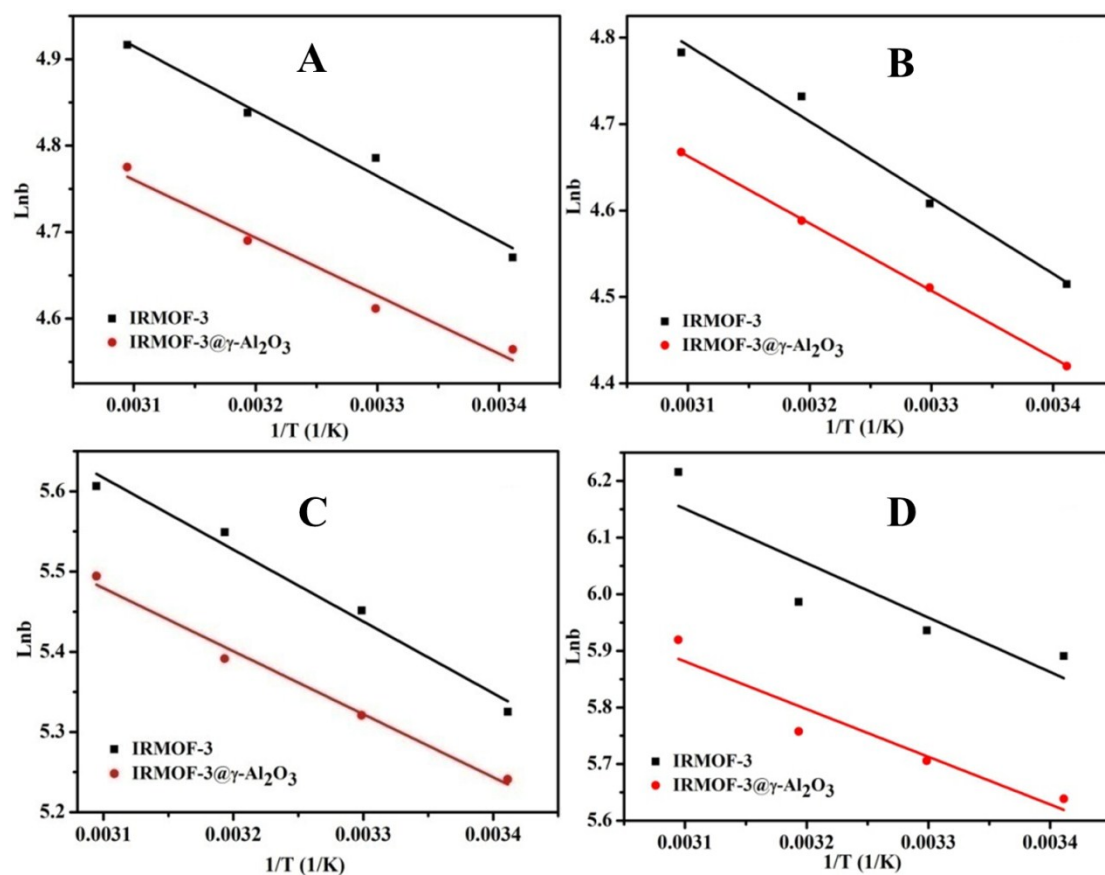 A
4.9
4.8
4.7
4.6
Lnb
IRMOF-3
IRMOF-3@γ-Al₂O₃
0.0031 0.0032 0.0033 0.0034
1/T (1/K)
B
4.8
4.7
4.6
4.5
4.4
Lnb
IRMOF-3
IRMOF-3@γ-Al₂O₃
0.0031 0.0032 0.0033 0.0034
1/T (1/K)
C
5.6
5.5
5.4
5.3
5.2
Lnb
IRMOF-3
IRMOF-3@γ-Al₂O₃
0.0031 0.0032 0.0033 0.0034
1/T (1/K)
D
6.2
6.1
6.0
5.9
5.8
5.7
5.6
Lnb
IRMOF-3
IRMOF-3@γ-Al₂O₃
0.0031 0.0032 0.0033 0.0034
1/T (1/K)